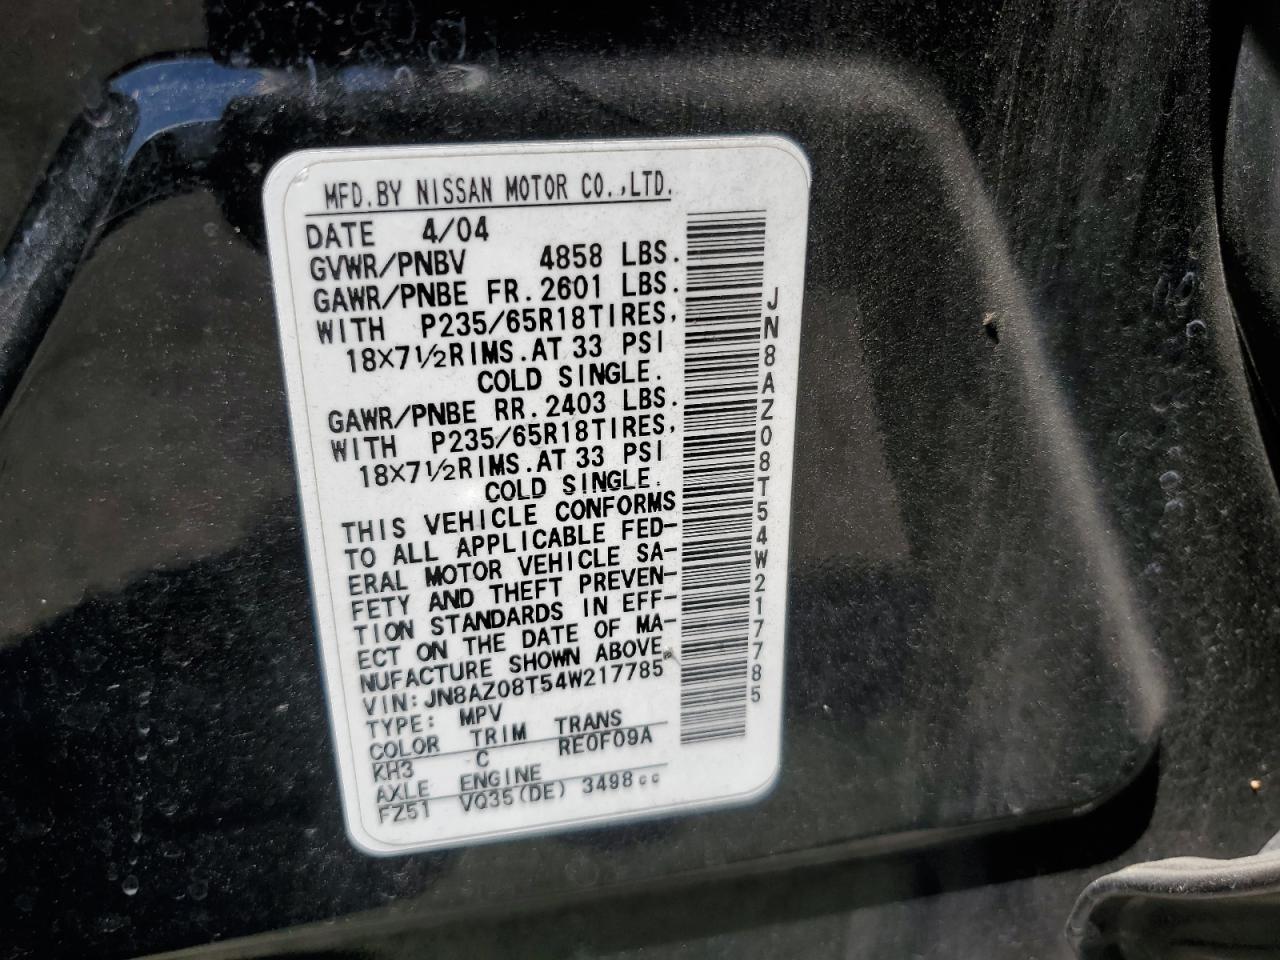 MFD.BY NISSAN MOTOR CO.,LTD.
DATE 4/04
GVWR/PNBV 4858 LBS.
GAWR/PNBE FR.2601 LBS.
WITH P235/65R18TIRES,
18×7½RIMS.AT 33 PSI
COLD SINGLE.
GAWR/PNBE RR.2403 LBS.
WITH P235/65R18TIRES,
18×7½RIMS.AT 33 PSI
COLD SINGLE.
THIS VEHICLE CONFORMS
TO ALL APPLICABLE FED-
ERAL MOTOR VEHICLE SA-
FETY AND THEFT PREVEN-
TION STANDARDS IN EFF-
ECT ON THE DATE OF MA-
NUFACTURE SHOWN ABOVE.
VIN:JN8AZ08T54W217785
TYPE: MPV
COLOR TRIM TRANS
KH3 C RE0F09A
AXLE ENGINE
FZ51 VQ35(DE) 3498cc
JN8AZ08T54W217785